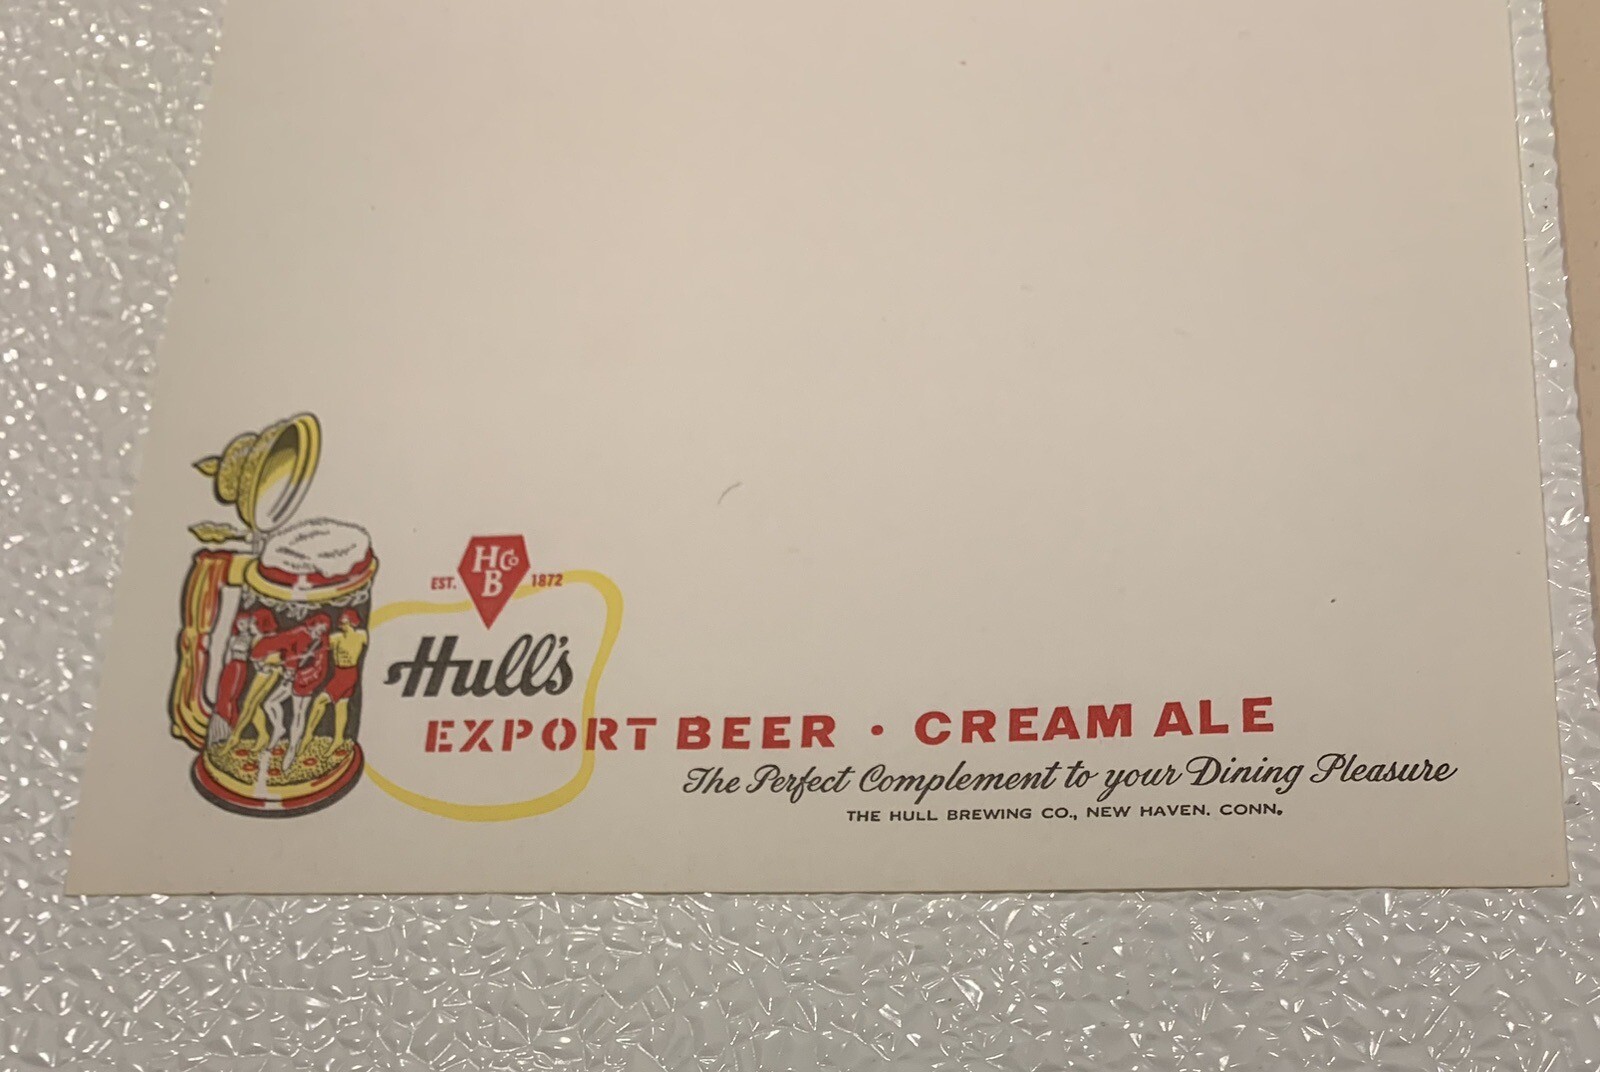 EST. HBCo 1872
Hull's
EXPORT BEER • CREAM ALE
The Perfect Complement to your Dining Pleasure
THE HULL BREWING CO., NEW HAVEN. CONN.